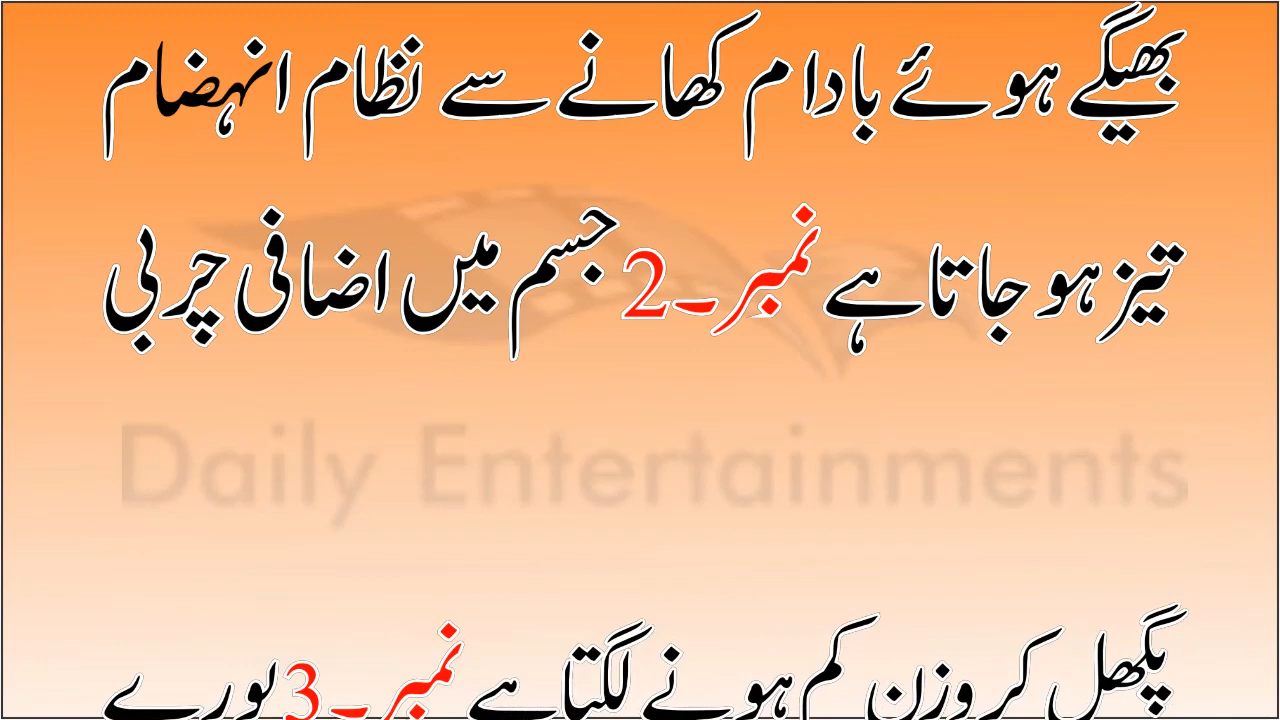 بھیگے ہوئے بادام کھانے سے نظام انہضام
تیز ہو جاتا ہے نمبر۔2 جسم میں اضافی چربی
Daily Entertainments
پگھل کر وزن کم ہونے لگتا ہے نمبر۔3 پورے